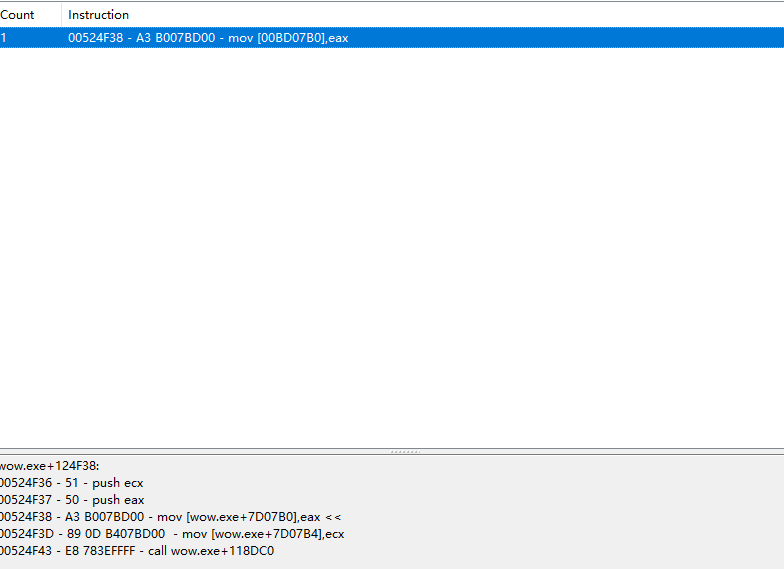 Count Instruction
1 00524F38 - A3 B007BD00 - mov [00BD07B0],eax
wow.exe+124F38:
00524F36 - 51 - push ecx
00524F37 - 50 - push eax
00524F38 - A3 B007BD00 - mov [wow.exe+7D07B0],eax <<
00524F3D - 89 0D B407BD00  - mov [wow.exe+7D07B4],ecx
00524F43 - E8 783EFFFF - call wow.exe+118DC0